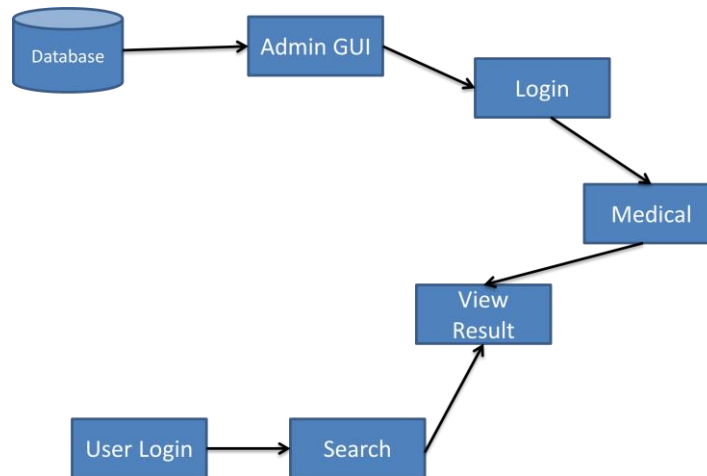 Database
Admin GUI
Login
Medical
View
Result
User Login
Search